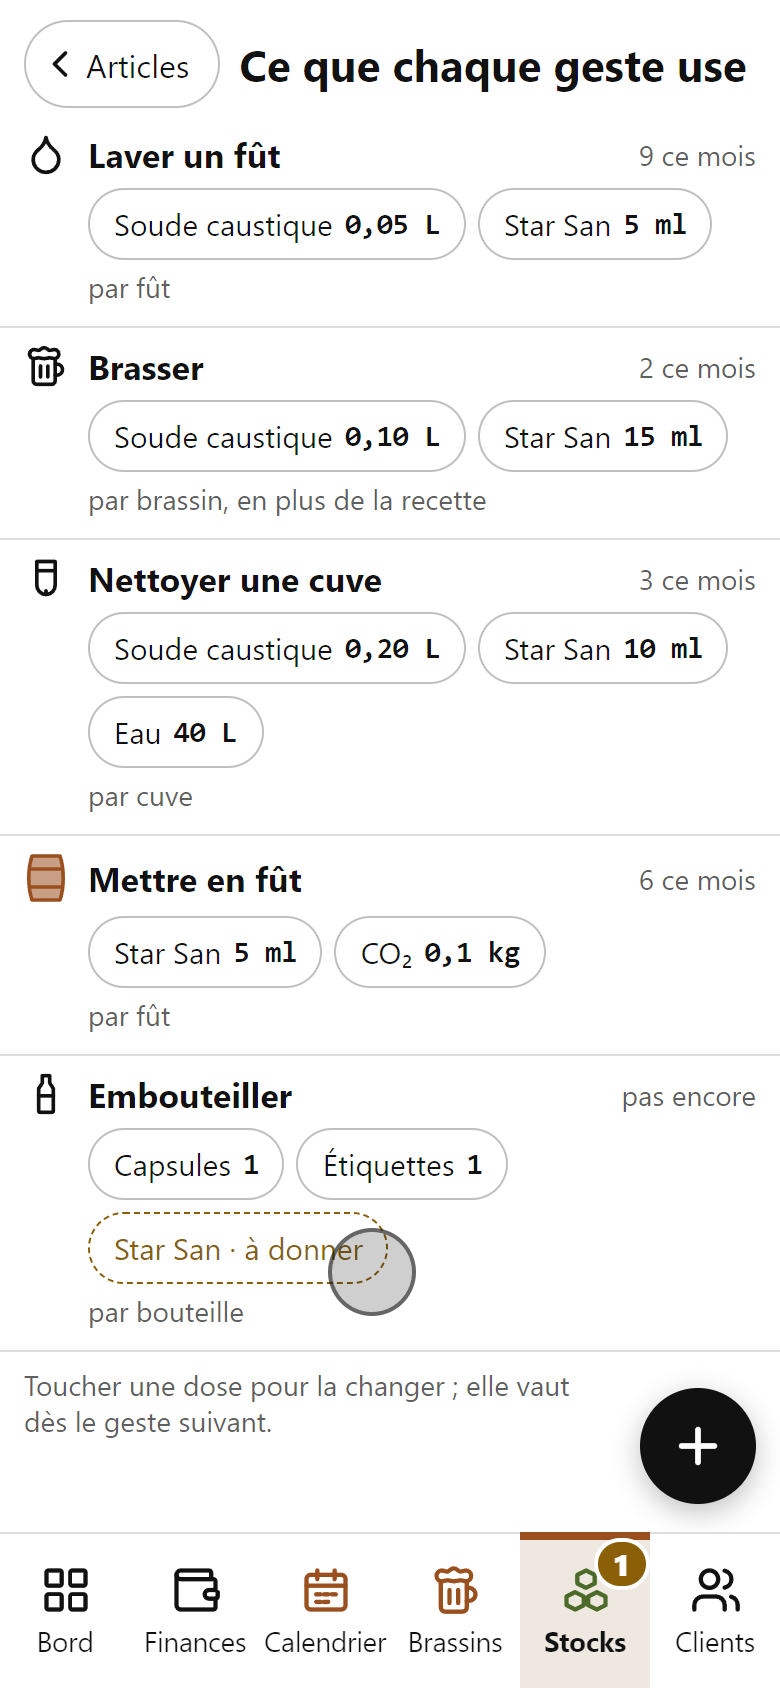 Articles
Ce que chaque geste use
Laver un fût
9 ce mois
Soude caustique 0,05 L
Star San 5 ml
par fût
Brasser
2 ce mois
Soude caustique 0,10 L
Star San 15 ml
par brassin, en plus de la recette
Nettoyer une cuve
3 ce mois
Soude caustique 0,20 L
Star San 10 ml
Eau 40 L
par cuve
Mettre en fût
6 ce mois
Star San 5 ml
CO₂ 0,1 kg
par fût
Embouteiller
pas encore
Capsules 1
Étiquettes 1
Star San · à donner
par bouteille
Toucher une dose pour la changer ; elle vaut
dès le geste suivant.
1
Bord
Finances
Calendrier
Brassins
Stocks
Clients